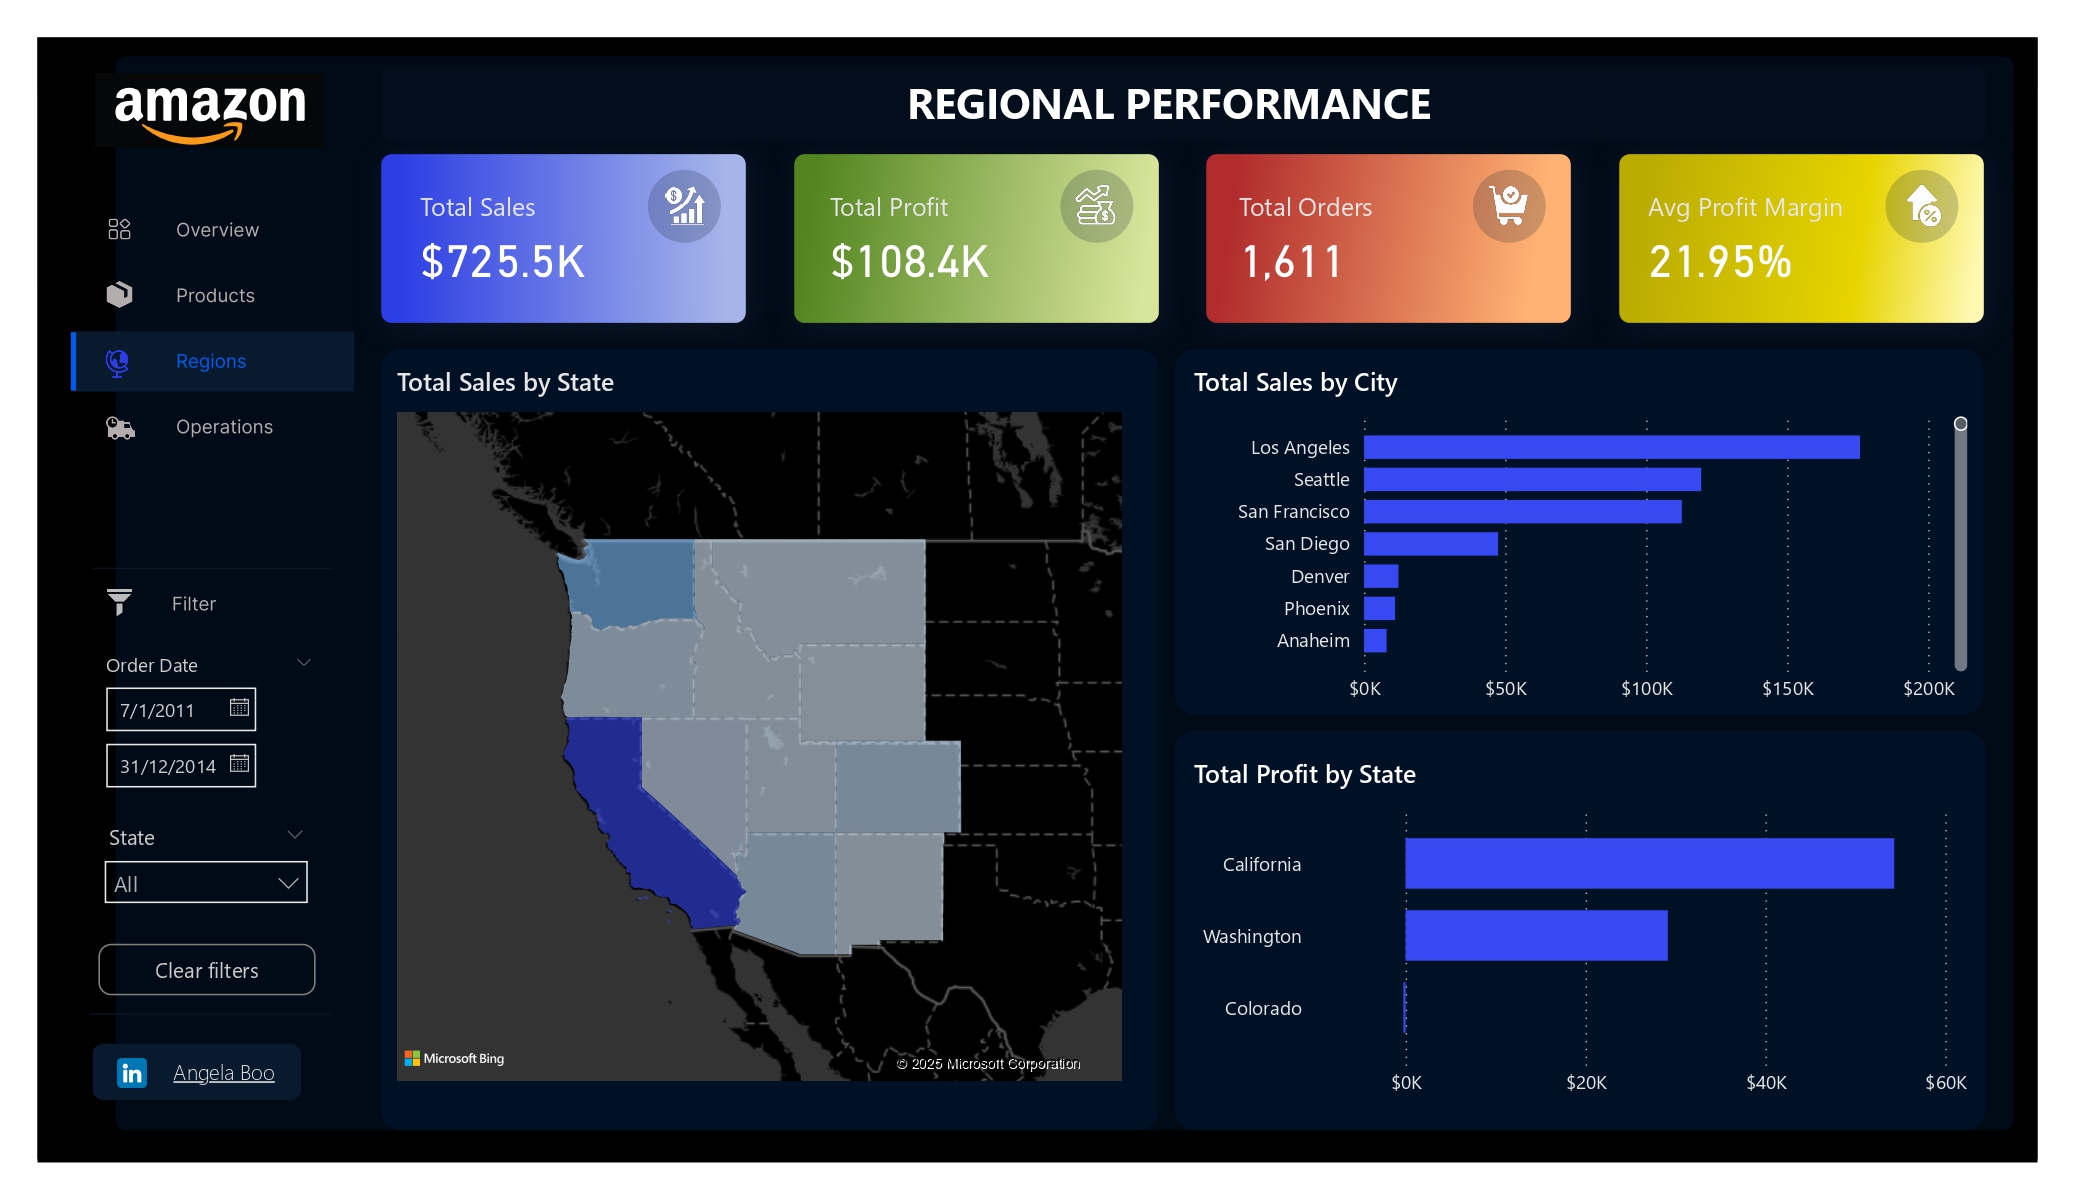 amazon
REGIONAL PERFORMANCE
Overview
Products
Regions
Operations
Filter
Order Date
7/1/2011
31/12/2014
State
All
Clear filters
in
Angela Boo
Total Sales
$725.5K
Total Profit
$108.4K
Total Orders
1,611
Avg Profit Margin
21.95%
Total Sales by State
Microsoft Bing
© 2025 Microsoft Corporation
Total Sales by City
Los Angeles
Seattle
San Francisco
San Diego
Denver
Phoenix
Anaheim
$0K $50K $100K $150K $200K
Total Profit by State
California
Washington
Colorado
$0K $20K $40K $60K